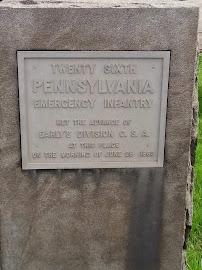 TWENTY SIXTH
PENNSYLVANIA
EMERGENCY INFANTRY
MET THE ADVANCE OF
EARLY'S DIVISION C. S. A.
AT THIS PLACE
ON THE MORNING OF JUNE 26 1863